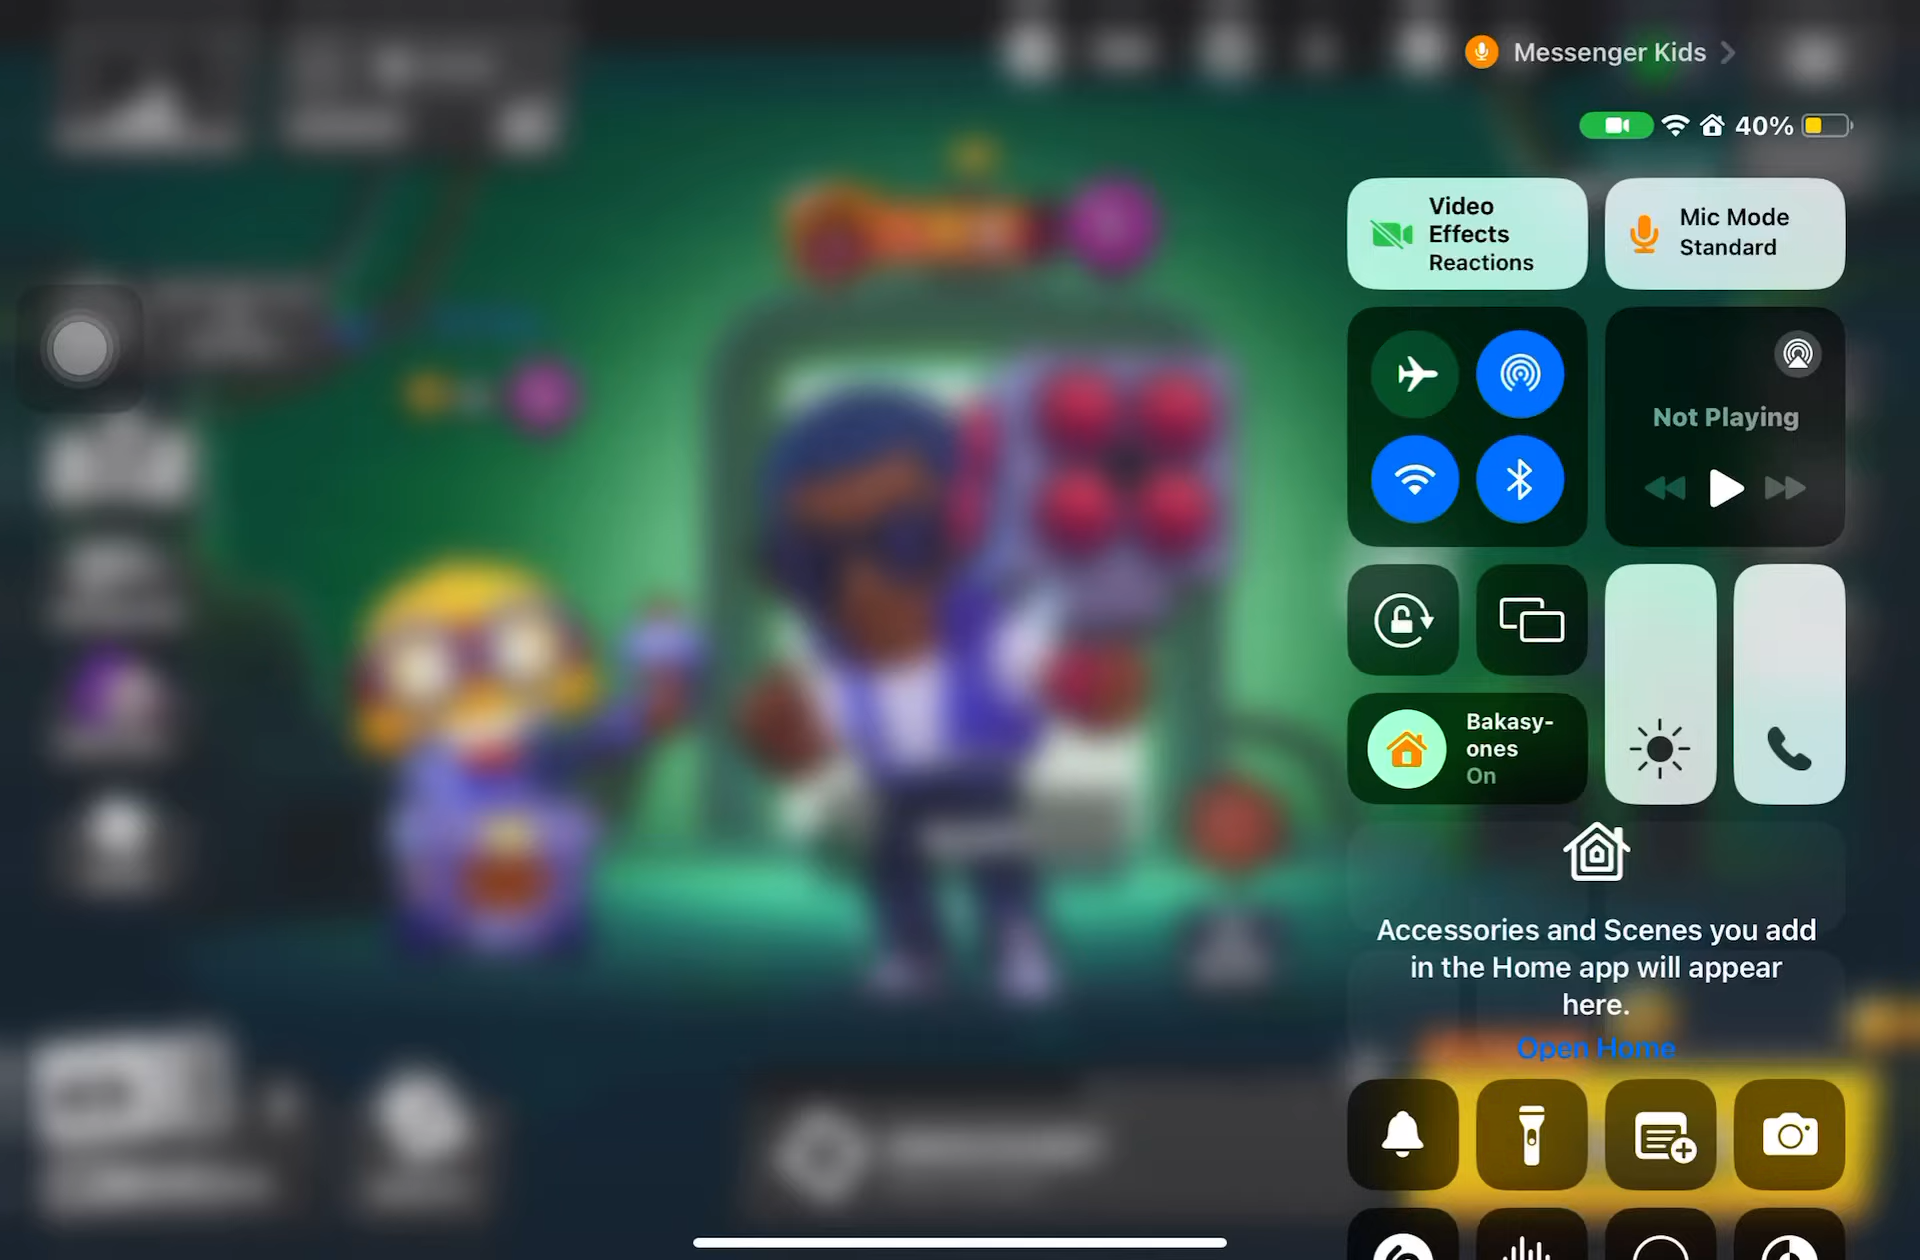 Messenger Kids
40%
Video
Effects
Reactions
Mic Mode
Standard
Not Playing
Bakasy-
ones
On
Accessories and Scenes you add
in the Home app will appear
here.
Open Home